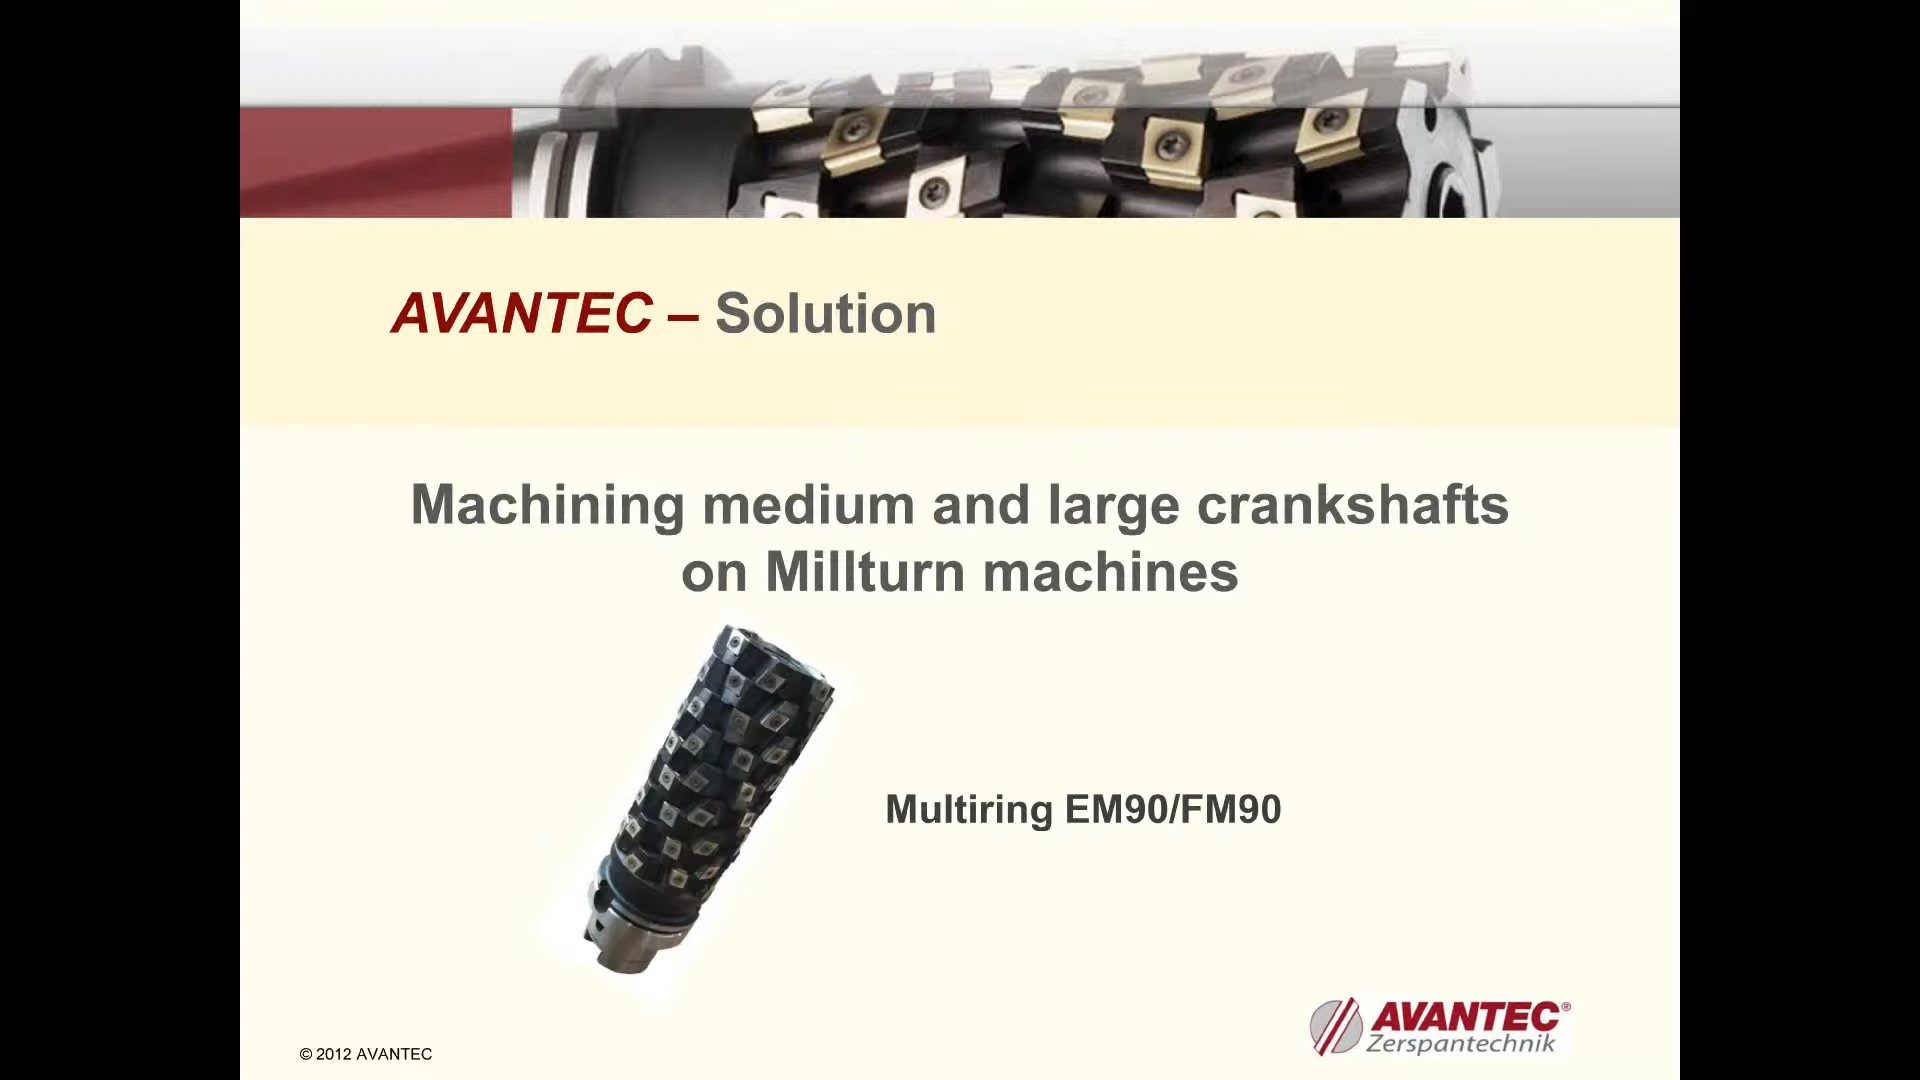 AVANTEC – Solution
Machining medium and large crankshafts
on Millturn machines
Multiring EM90/FM90
AVANTEC®
Zerspantechnik
© 2012 AVANTEC